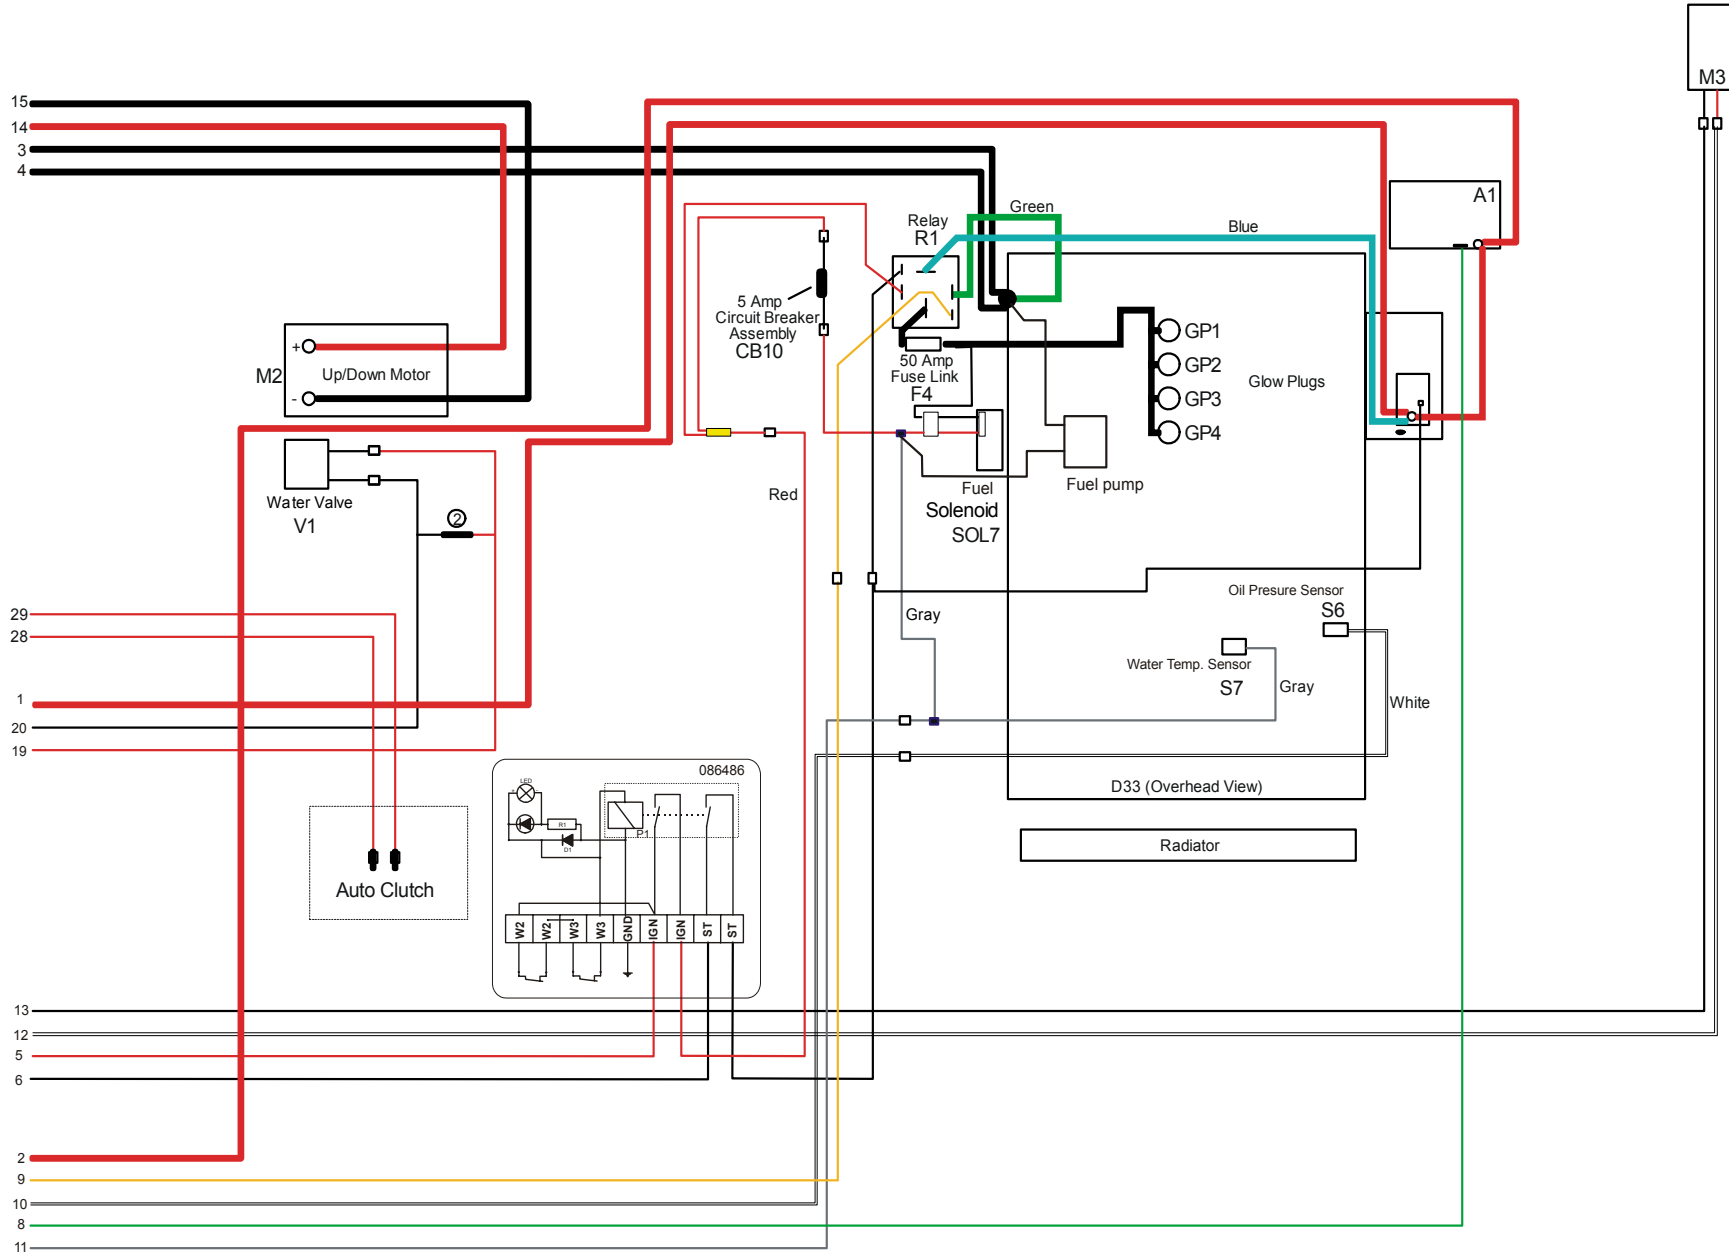 M3
15
14
3
4
A1
Green
Relay
R1
Blue
5 Amp
Circuit Breaker
Assembly
CB10
50 Amp
Fuse Link
F4
GP1
GP2
GP3
GP4
Glow Plugs
+
M2
Up/Down Motor
-
Water Valve
V1
2
Red
Fuel
Solenoid
SOL7
Fuel pump
29
28
Gray
Oil Presure Sensor
S6
Water Temp. Sensor
S7
Gray
White
1
20
19
D33 (Overhead View)
Radiator
086486
LED
+
-
R1
P1
D1
Auto Clutch
W2
W2
W3
W3
GND
IGN
IGN
ST
ST
13
12
5
6
2
9
10
8
11